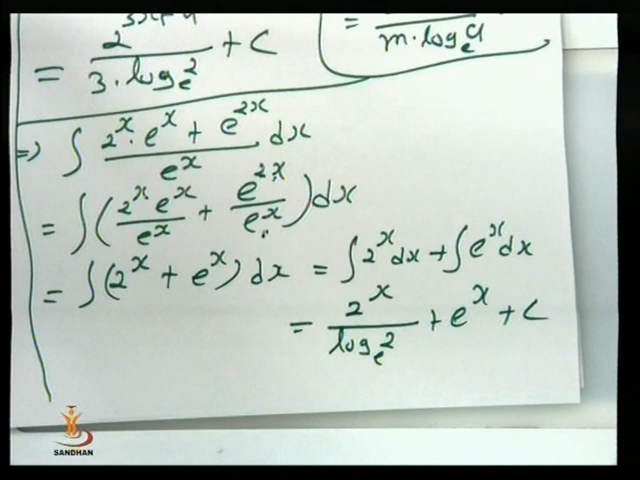 = 2^3x+4 / 3·log_e 2 + C
= / m·log_e a
⇒ ∫ (2^x·e^x + e^2x) / e^x dx
= ∫ (2^x e^x / e^x + e^2x / e^x) dx
= ∫ (2^x + e^x) dx = ∫ 2^x dx + ∫ e^x dx
= 2^x / log_e 2 + e^x + C
SANDHAN